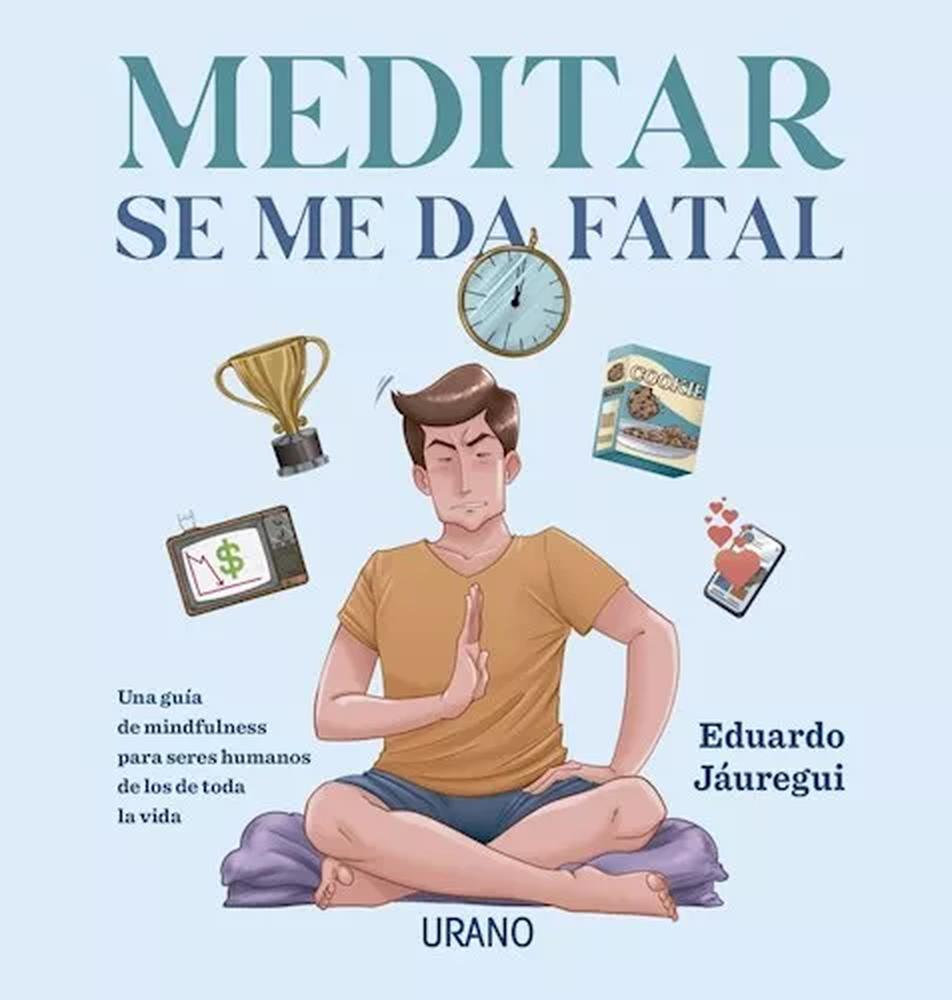 MEDITAR
SE ME DA FATAL
COOKIE
$
Una guía
de mindfulness
para seres humanos
de los de toda
la vida
Eduardo
Jáuregui
URANO